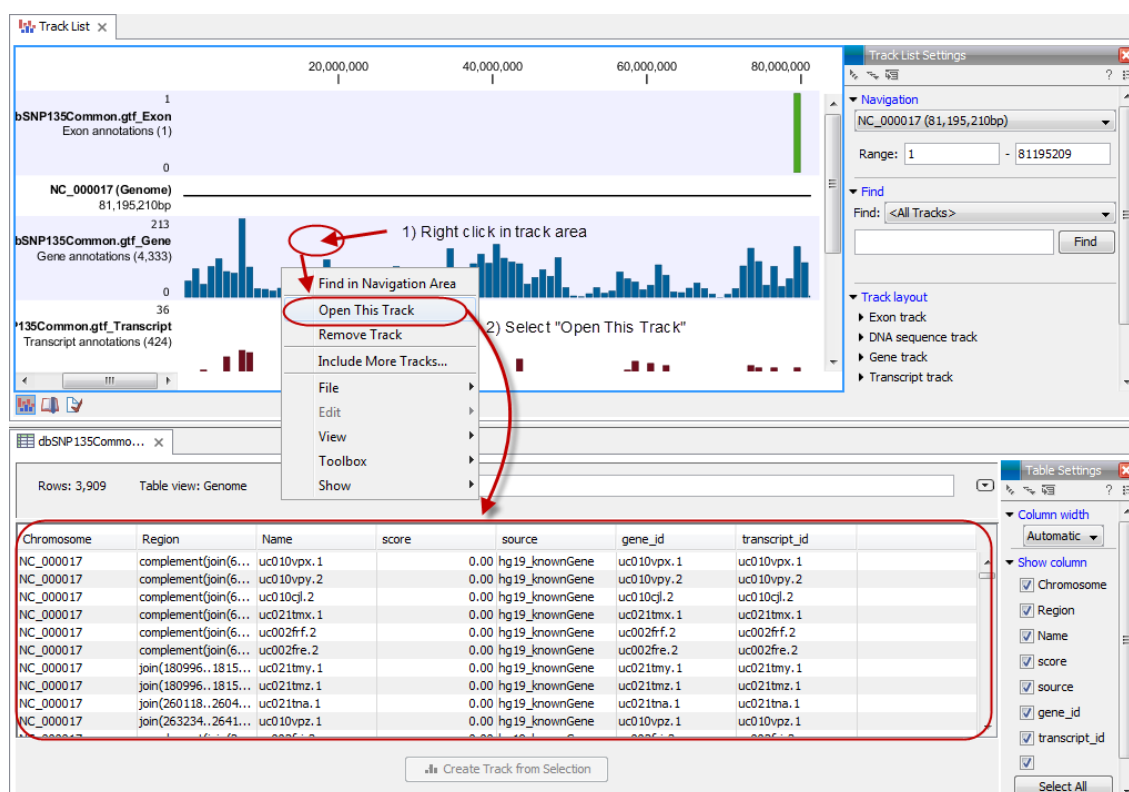 Track List
Track List Settings
20,000,000 40,000,000 60,000,000 80,000,000
1
bSNP135Common.gtf_Exon
Exon annotations (1)
0
NC_000017 (Genome)
81,195,210bp
213
bSNP135Common.gtf_Gene
Gene annotations (4,333)
0
36
'135Common.gtf_Transcript
Transcript annotations (424)
1) Right click in track area
Find in Navigation Area
Open This Track
2) Select "Open This Track"
Remove Track
Include More Tracks...
File
Edit
View
Toolbox
Show
Navigation
NC_000017 (81,195,210bp)
Range: 1 - 81195209
Find
Find: <All Tracks>
Find
Track layout
Exon track
DNA sequence track
Gene track
Transcript track
dbSNP135Commo...
Rows: 3,909 Table view: Genome
Chromosome Region Name score source gene_id transcript_id
NC_000017 complement(join(6... uc010vpx.1 0.00 hg19_knownGene uc010vpx.1 uc010vpx.1
NC_000017 complement(join(6... uc010vpy.2 0.00 hg19_knownGene uc010vpy.2 uc010vpy.2
NC_000017 complement(join(6... uc010cjl.2 0.00 hg19_knownGene uc010cjl.2 uc010cjl.2
NC_000017 complement(join(6... uc021tmx.1 0.00 hg19_knownGene uc021tmx.1 uc021tmx.1
NC_000017 complement(join(6... uc002frf.2 0.00 hg19_knownGene uc002frf.2 uc002frf.2
NC_000017 complement(join(6... uc002fre.2 0.00 hg19_knownGene uc002fre.2 uc002fre.2
NC_000017 join(180996..1815... uc021tmy.1 0.00 hg19_knownGene uc021tmy.1 uc021tmy.1
NC_000017 join(180996..1815... uc021tmz.1 0.00 hg19_knownGene uc021tmz.1 uc021tmz.1
NC_000017 join(260118..2604... uc021tna.1 0.00 hg19_knownGene uc021tna.1 uc021tna.1
NC_000017 join(263234..2641... uc010vpz.1 0.00 hg19_knownGene uc010vpz.1 uc010vpz.1
Create Track from Selection
Table Settings
Column width
Automatic
Show column
Chromosome
Region
Name
score
source
gene_id
transcript_id
Select All